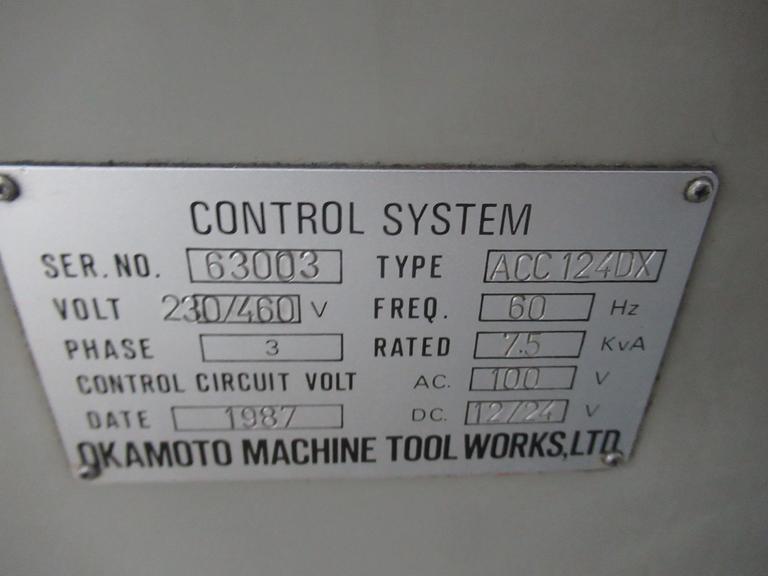 CONTROL SYSTEM
SER. NO. 63003 TYPE ACC 124DX
VOLT 230/460 V FREQ. 60 Hz
PHASE 3 RATED 7.5 KVA
CONTROL CIRCUIT VOLT AC. 100 V
DATE 1987 DC. 12/24 V
OKAMOTO MACHINE TOOL WORKS,LTD.